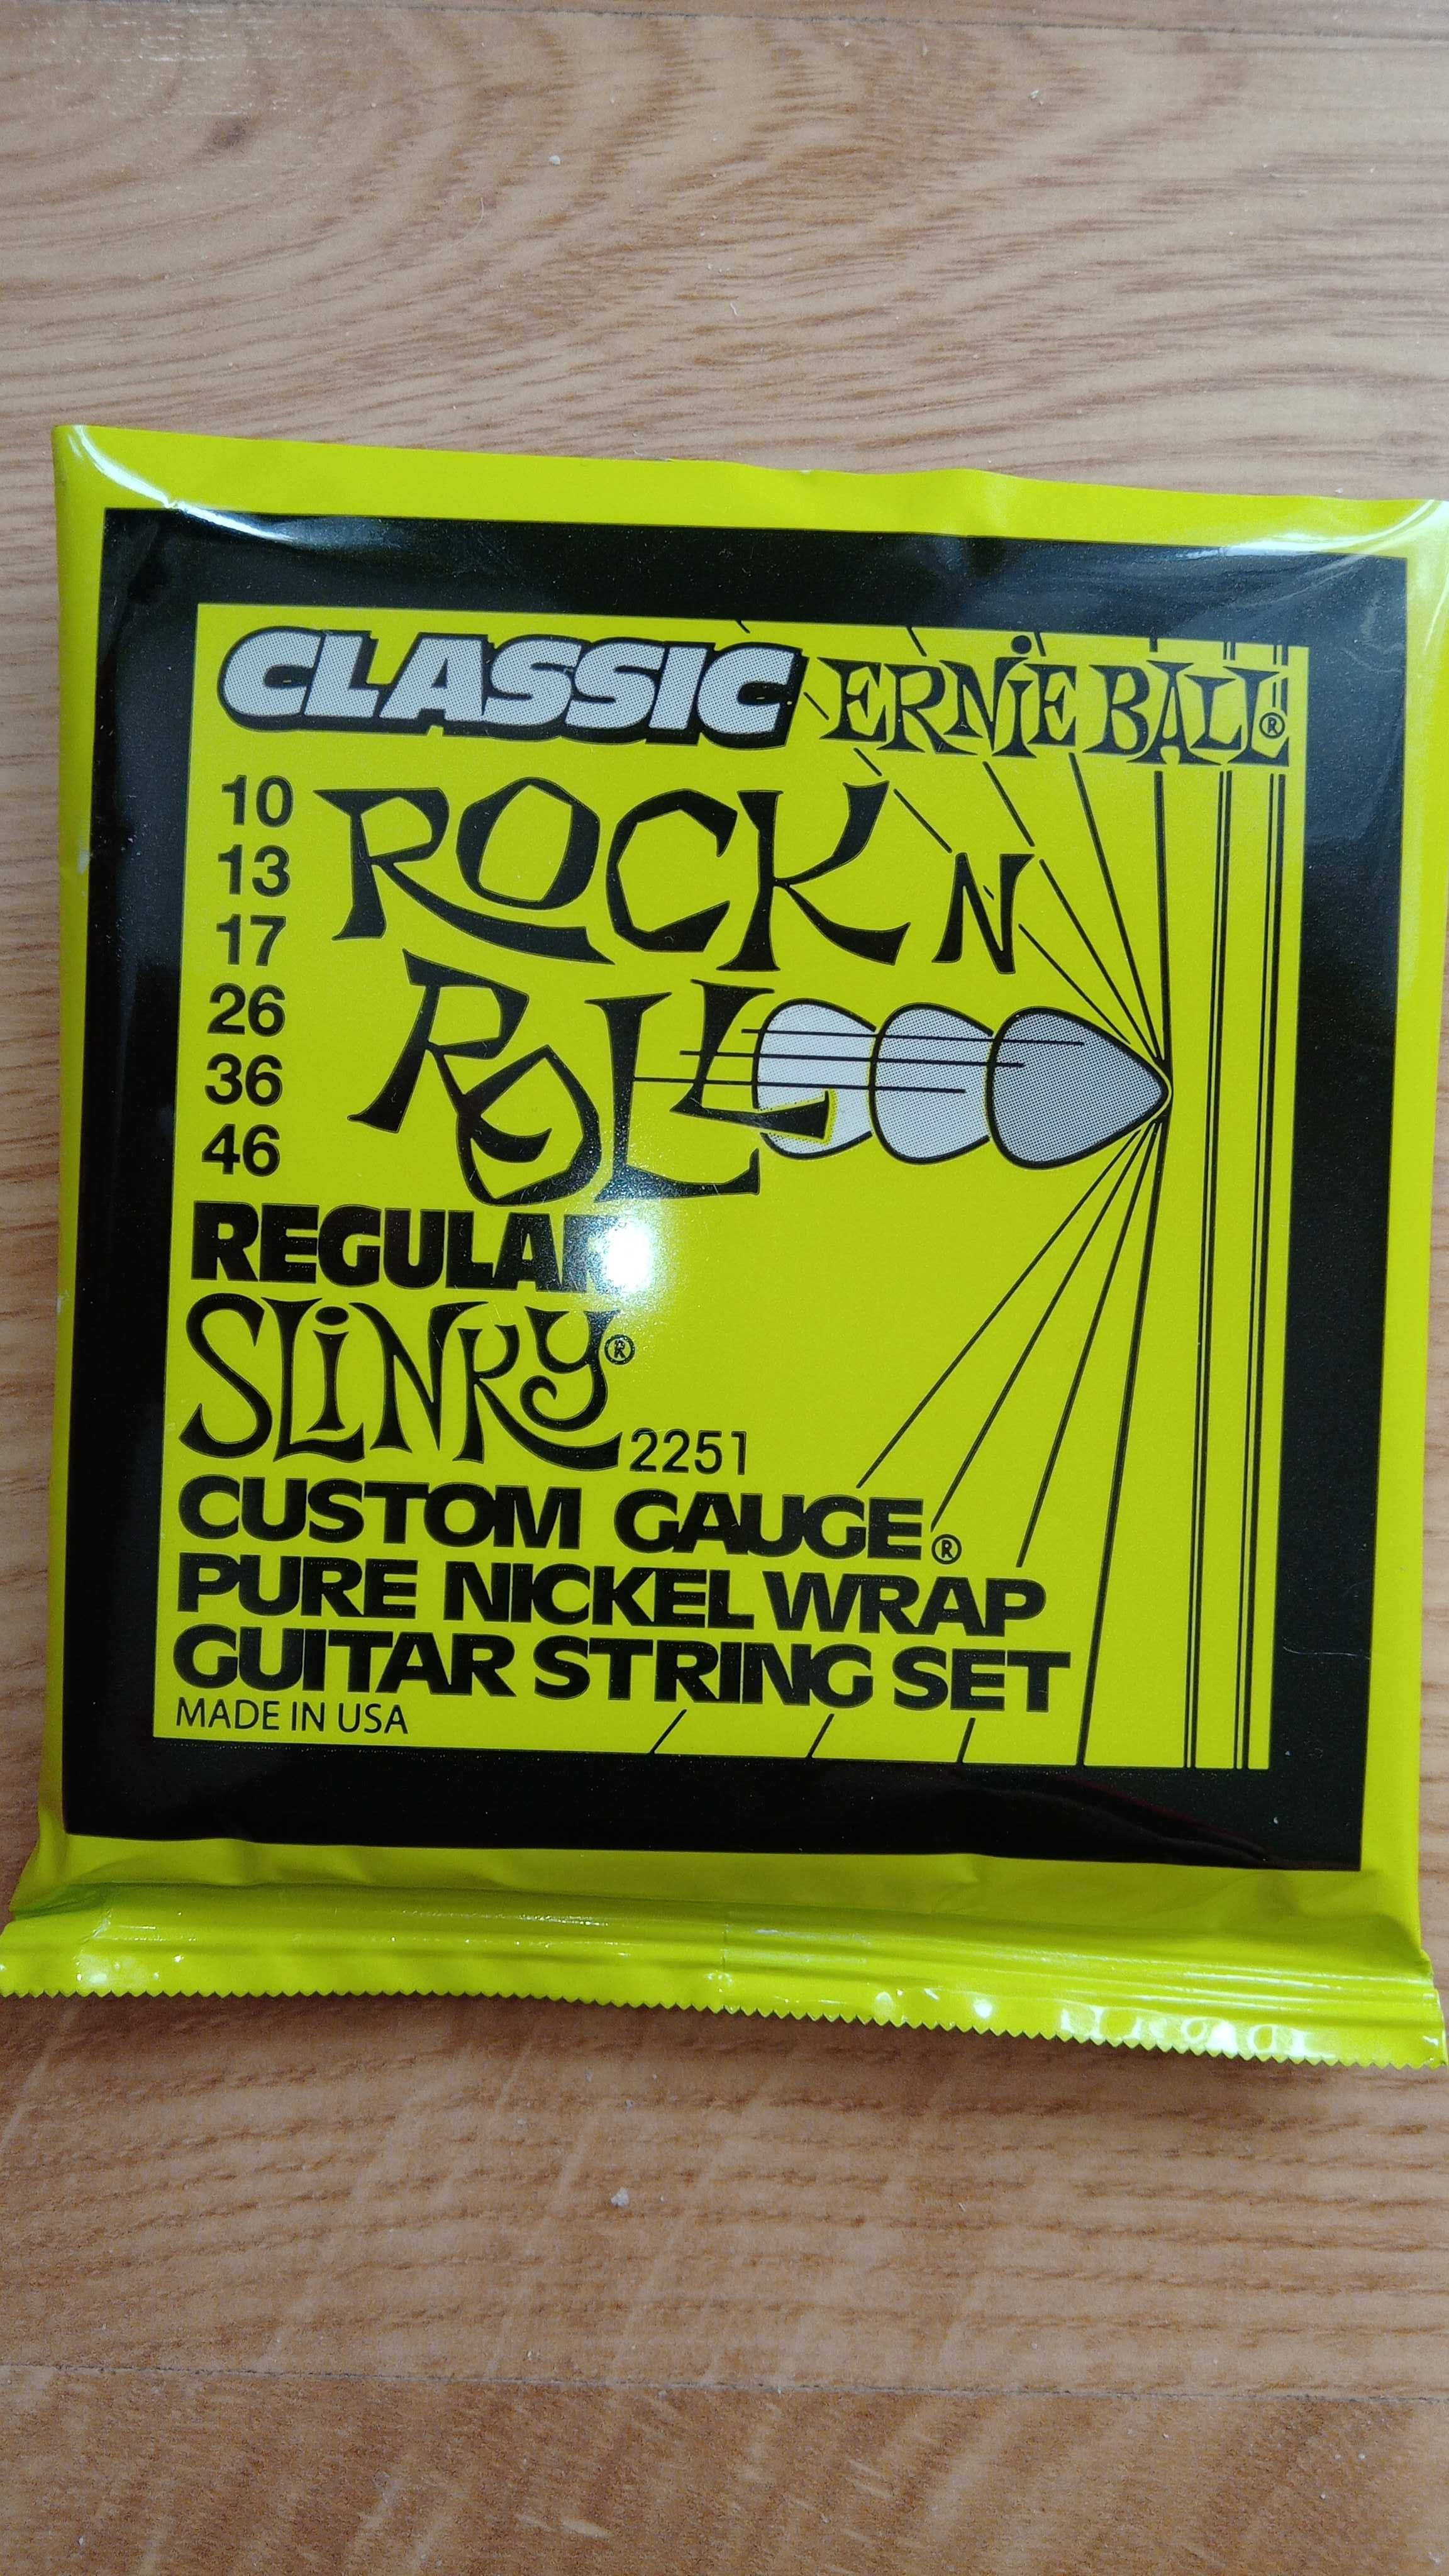 CLASSIC ERNIE BALL®
10
13
17
26
36
46
ROCK N
ROLL
REGULAR
SLINKY® 2251
CUSTOM GAUGE®
PURE NICKEL WRAP
GUITAR STRING SET
MADE IN USA